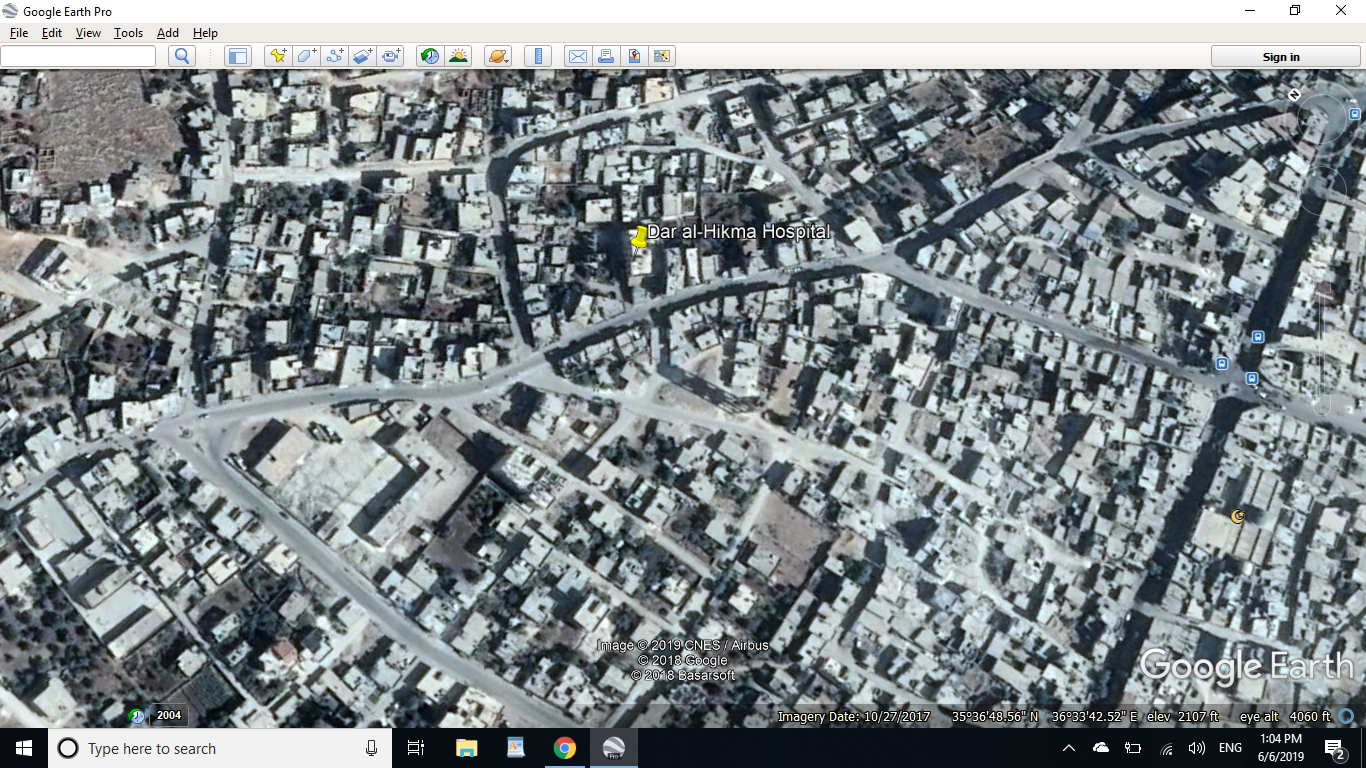 Google Earth Pro
File Edit View Tools Add Help
Sign in
Dar al-Hikma Hospital
Image © 2019 CNES / Airbus
© 2018 Google
© 2018 Basarsoft
Google Earth
2004
Imagery Date: 10/27/2017 35°36'48.56" N 36°33'42.52" E elev 2107 ft eye alt 4060 ft
Type here to search
Pro
ENG
1:04 PM
6/6/2019
2